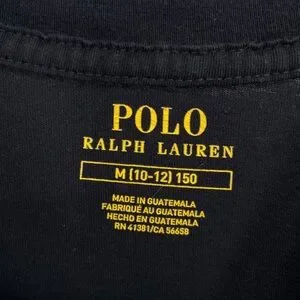 POLO
RALPH LAUREN
M (10-12) 150
MADE IN GUATEMALA
FABRIQUÉ AU GUATEMALA
HECHO EN GUATEMALA
RN 41381/CA 56658